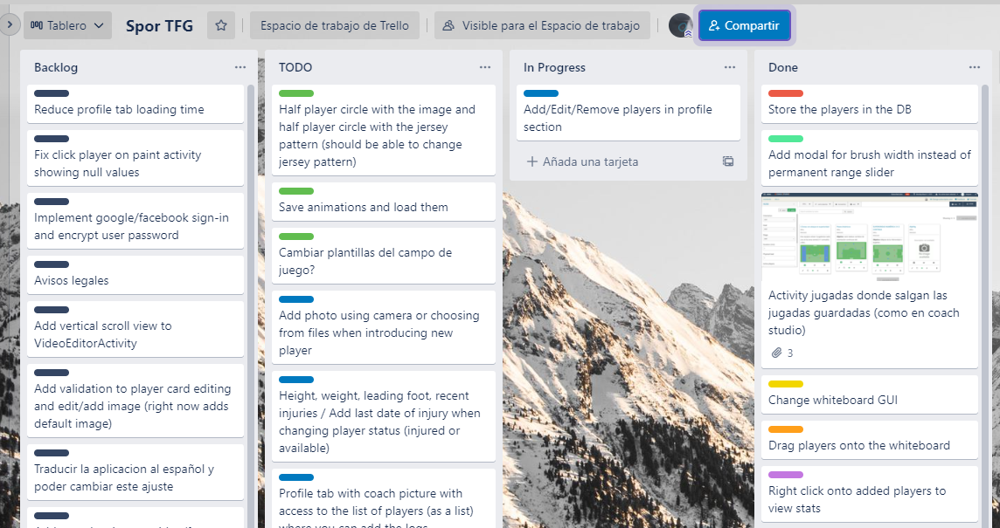 Tablero
Spor TFG
Espacio de trabajo de Trello
Visible para el Espacio de trabajo
Compartir
Backlog
Reduce profile tab loading time
Fix click player on paint activity
showing null values
Implement google/facebook sign-in
and encrypt user password
Avisos legales
Add vertical scroll view to
VideoEditorActivity
Add validation to player card editing
and edit/add image (right now adds
default image)
Traducir la aplicacion al español y
poder cambiar este ajuste
TODO
Half player circle with the image and
half player circle with the jersey
pattern (should be able to change
jersey pattern)
Save animations and load them
Cambiar plantillas del campo de
juego?
Add photo using camera or choosing
from files when introducing new
player
Height, weight, leading foot, recent
injuries / Add last date of injury when
changing player status (injured or
available)
Profile tab with coach picture with
access to the list of players (as a list)
where you can add the logs
In Progress
Add/Edit/Remove players in profile
section
Añada una tarjeta
Done
Store the players in the DB
Add modal for brush width instead of
permanent range slider
Activity jugadas donde salgan las
jugadas guardadas (como en coach
studio)
3
Change whiteboard GUI
Drag players onto the whiteboard
Right click onto added players to
view stats